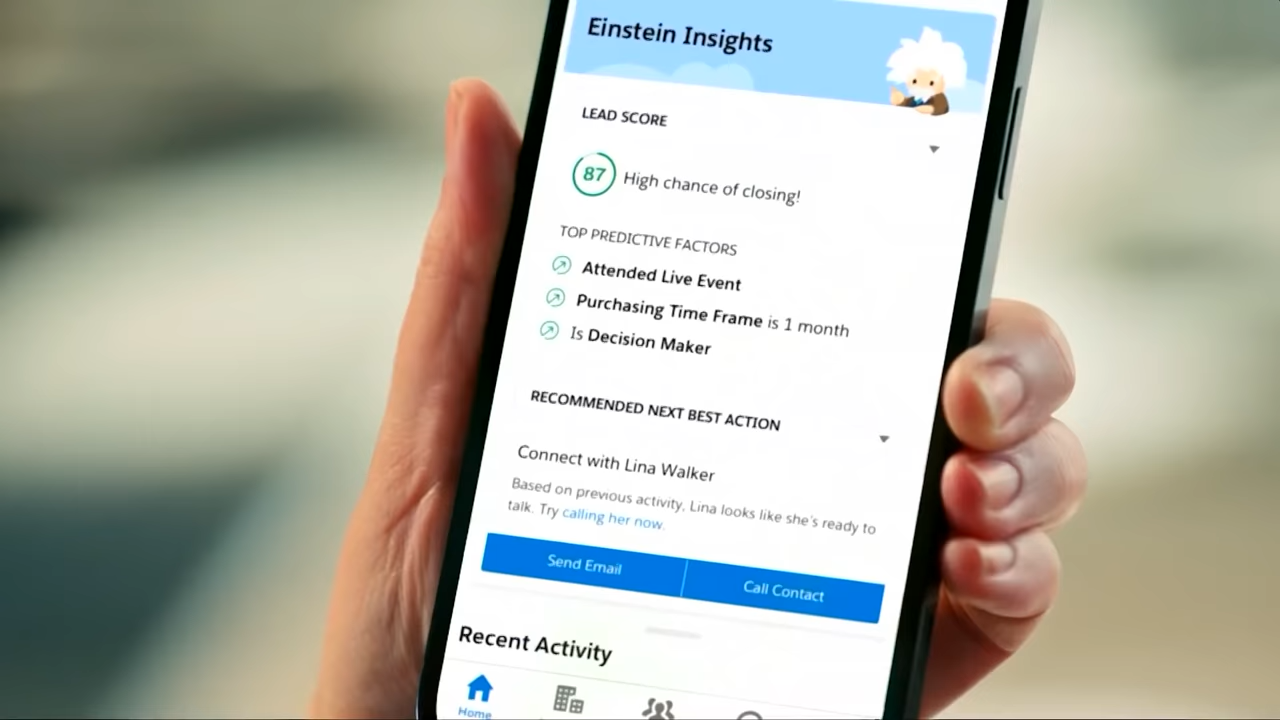 Einstein Insights
LEAD SCORE
87 High chance of closing!
TOP PREDICTIVE FACTORS
Attended Live Event
Purchasing Time Frame is 1 month
Is Decision Maker
RECOMMENDED NEXT BEST ACTION
Connect with Lina Walker
Based on previous activity, Lina looks like she's ready to
talk. Try calling her now.
Send Email Call Contact
Recent Activity
Home